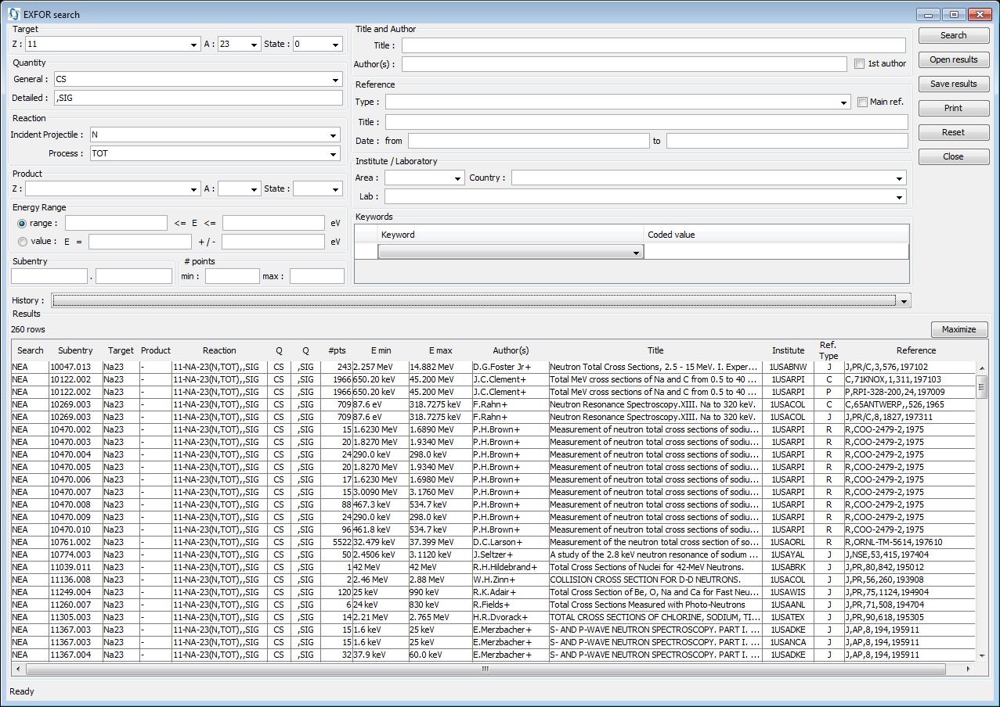 EXFOR search
Target
Z : 11 A : 23 State : 0
Quantity
General : CS
Detailed : ,SIG
Reaction
Incident Projectile : N
Process : TOT
Product
Z : A : State :
Energy Range
range : <= E <= eV
value : E = + / - eV
Subentry
.
# points
min : max :
Title and Author
Title :
Author(s) : 1st author
Reference
Type : Main ref.
Title :
Date : from to
Institute / Laboratory
Area : Country :
Lab :
Keywords
Keyword Coded value
Search
Open results
Save results
Print
Reset
Close
History :
Results
260 rows Maximize
Search Subentry Target Product Reaction Q Q #pts E min E max Author(s) Title Institute Ref. Type Reference
NEA 10047.013 Na23 - 11-NA-23(N,TOT),,SIG CS ,SIG 243 2.257 MeV 14.882 MeV D.G.Foster Jr+ Neutron Total Cross Sections, 2.5 - 15 MeV. I. Exper... 1USABNW J J,PR/C,3,576,197102
NEA 10122.002 Na23 - 11-NA-23(N,TOT),,SIG CS ,SIG 1966 650.20 keV 45.200 MeV J.C.Clement+ Total MeV cross sections of Na and C from 0.5 to 40 ... 1USARPI C C,71KNOX,1,311,197103
NEA 10122.002 Na23 - 11-NA-23(N,TOT),,SIG CS ,SIG 1966 650.20 keV 45.200 MeV J.C.Clement+ Total MeV cross sections of Na and C from 0.5 to 40 ... 1USARPI P P,RPI-328-200,24,197009
NEA 10269.003 Na23 - 11-NA-23(N,TOT),,SIG CS ,SIG 709 87.6 eV 318.7275 keV F.Rahn+ Neutron Resonance Spectroscopy.XIII. Na to 320 keV. 1USACOL C C,65ANTWERP,,526,1965
NEA 10269.003 Na23 - 11-NA-23(N,TOT),,SIG CS ,SIG 709 87.6 eV 318.7275 keV F.Rahn+ Neutron Resonance Spectroscopy.XIII. Na to 320 keV. 1USACOL J J,PR/C,8,1827,197311
NEA 10470.002 Na23 - 11-NA-23(N,TOT),,SIG CS ,SIG 15 1.6230 MeV 1.6890 MeV P.H.Brown+ Measurement of neutron total cross sections of sodiu... 1USARPI R R,COO-2479-2,1975
NEA 10470.003 Na23 - 11-NA-23(N,TOT),,SIG CS ,SIG 20 1.8270 MeV 1.9340 MeV P.H.Brown+ Measurement of neutron total cross sections of sodiu... 1USARPI R R,COO-2479-2,1975
NEA 10470.004 Na23 - 11-NA-23(N,TOT),,SIG CS ,SIG 24 290.0 keV 298.0 keV P.H.Brown+ Measurement of neutron total cross sections of sodiu... 1USARPI R R,COO-2479-2,1975
NEA 10470.005 Na23 - 11-NA-23(N,TOT),,SIG CS ,SIG 20 1.8270 MeV 1.9340 MeV P.H.Brown+ Measurement of neutron total cross sections of sodiu... 1USARPI R R,COO-2479-2,1975
NEA 10470.006 Na23 - 11-NA-23(N,TOT),,SIG CS ,SIG 17 1.6230 MeV 1.6980 MeV P.H.Brown+ Measurement of neutron total cross sections of sodiu... 1USARPI R R,COO-2479-2,1975
NEA 10470.007 Na23 - 11-NA-23(N,TOT),,SIG CS ,SIG 15 3.0090 MeV 3.1760 MeV P.H.Brown+ Measurement of neutron total cross sections of sodiu... 1USARPI R R,COO-2479-2,1975
NEA 10470.008 Na23 - 11-NA-23(N,TOT),,SIG CS ,SIG 88 467.3 keV 534.7 keV P.H.Brown+ Measurement of neutron total cross sections of sodiu... 1USARPI R R,COO-2479-2,1975
NEA 10470.009 Na23 - 11-NA-23(N,TOT),,SIG CS ,SIG 24 290.0 keV 298.0 keV P.H.Brown+ Measurement of neutron total cross sections of sodiu... 1USARPI R R,COO-2479-2,1975
NEA 10470.010 Na23 - 11-NA-23(N,TOT),,SIG CS ,SIG 96 461.8 keV 534.7 keV P.H.Brown+ Measurement of neutron total cross sections of sodiu... 1USARPI R R,COO-2479-2,1975
NEA 10761.002 Na23 - 11-NA-23(N,TOT),,SIG CS ,SIG 5522 32.479 keV 37.399 MeV D.C.Larson+ Measurement of the neutron total cross section of so... 1USAORL R R,ORNL-TM-5614,197610
NEA 10774.003 Na23 - 11-NA-23(N,TOT),,SIG CS ,SIG 50 2.4506 keV 3.1120 keV J.Seltzer+ A study of the 2.8 keV neutron resonance of sodium ... 1USAYAL J J,NSE,53,415,197404
NEA 11039.011 Na23 - 11-NA-23(N,TOT),,SIG CS ,SIG 1 42 MeV 42 MeV R.H.Hildebrand+ Total Cross Sections of Nuclei for 42-MeV Neutrons. 1USABRK J J,PR,80,842,195012
NEA 11136.008 Na23 - 11-NA-23(N,TOT),,SIG CS ,SIG 2 2.46 MeV 2.88 MeV W.H.Zinn+ COLLISION CROSS SECTION FOR D-D NEUTRONS. 1USACOL J J,PR,56,260,193908
NEA 11249.004 Na23 - 11-NA-23(N,TOT),,SIG CS ,SIG 120 25 keV 990 keV R.K.Adair+ Total Cross Section of Be, O, Na and Ca for Fast Neu... 1USAWIS J J,PR,75,1124,194904
NEA 11260.007 Na23 - 11-NA-23(N,TOT),,SIG CS ,SIG 6 24 keV 830 keV R.Fields+ Total Cross Sections Measured with Photo-Neutrons 1USAANL J J,PR,71,508,194704
NEA 11305.003 Na23 - 11-NA-23(N,TOT),,SIG CS ,SIG 14 2.21 MeV 2.765 MeV H.R.Dvorack+ TOTAL CROSS SECTIONS OF CHLORINE, SODIUM, TI... 1USATEX J J,PR,90,618,195305
NEA 11367.003 Na23 - 11-NA-23(N,TOT),,SIG CS ,SIG 15 1.6 keV 25 keV E.Merzbacher+ S- AND P-WAVE NEUTRON SPECTROSCOPY. PART I. ... 1USADKE J J,AP,8,194,195911
NEA 11367.003 Na23 - 11-NA-23(N,TOT),,SIG CS ,SIG 15 1.6 keV 25 keV E.Merzbacher+ S- AND P-WAVE NEUTRON SPECTROSCOPY. PART I. ... 1USANCA J J,AP,8,194,195911
NEA 11367.004 Na23 - 11-NA-23(N,TOT),,SIG CS ,SIG 32 37.9 keV 60.0 keV E.Merzbacher+ S- AND P-WAVE NEUTRON SPECTROSCOPY. PART I. ... 1USADKE J J,AP,8,194,195911
Ready